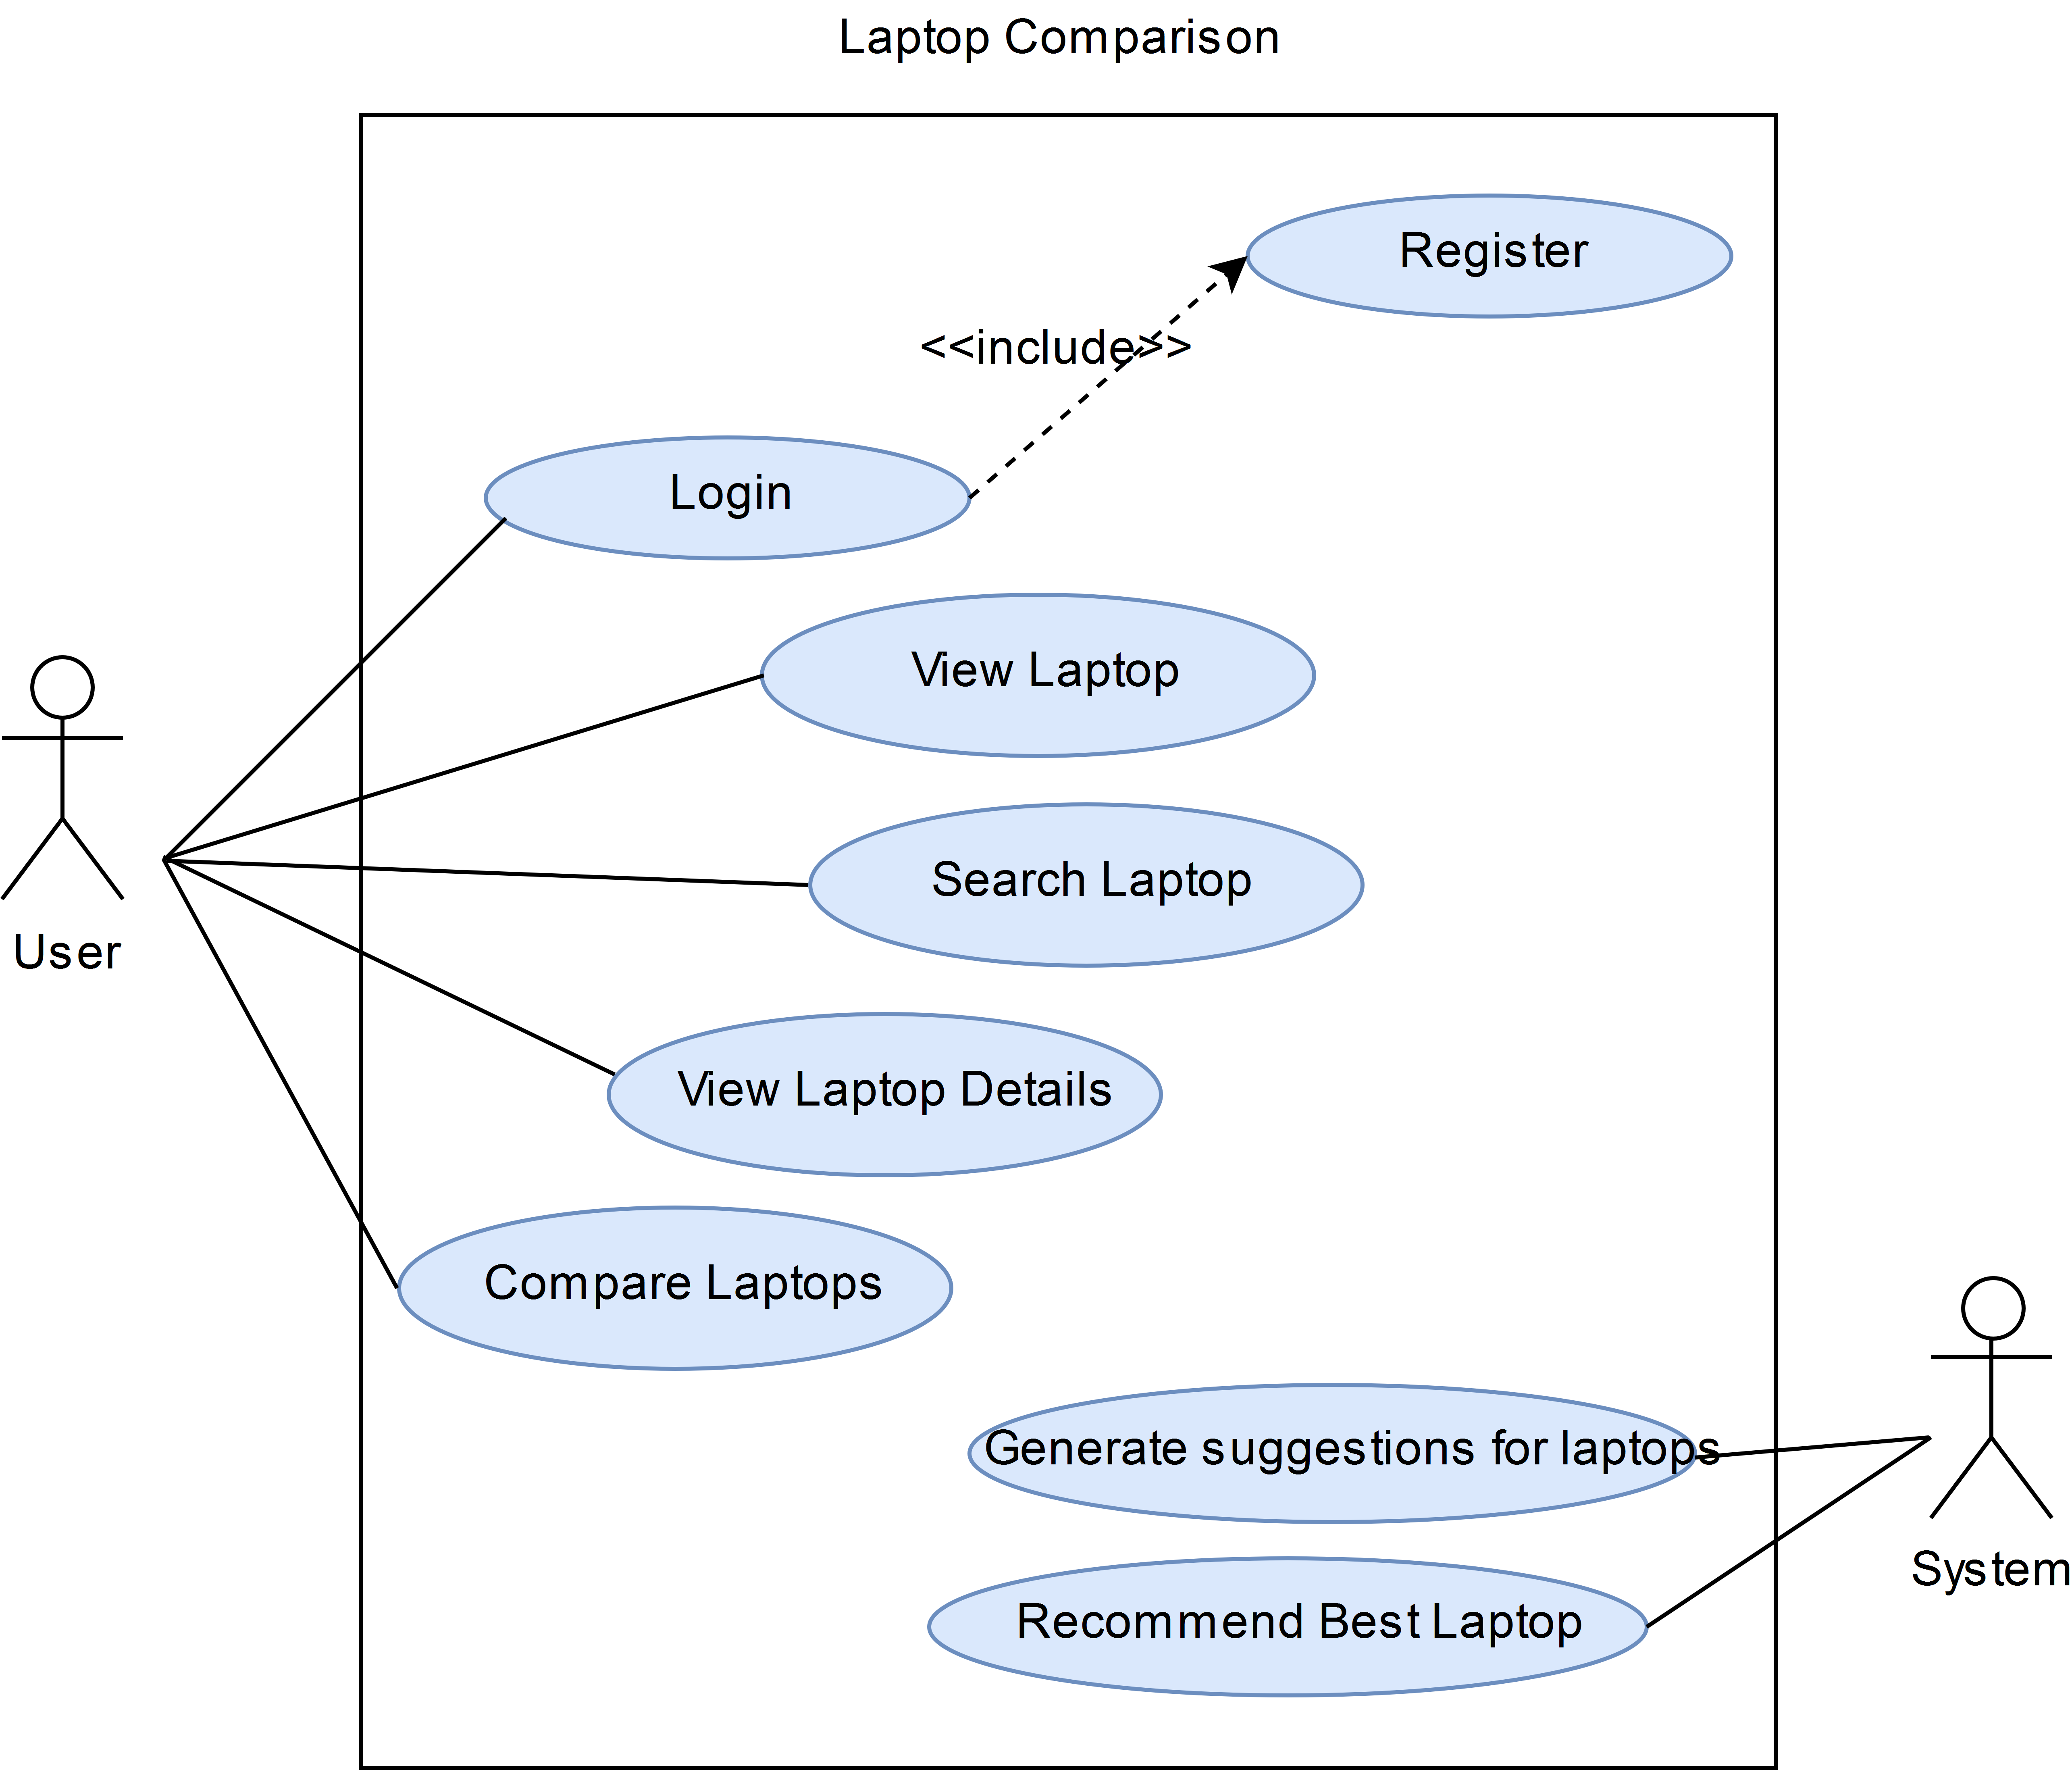 Laptop Comparison
Register
<<include>>
Login
View Laptop
Search Laptop
User
View Laptop Details
Compare Laptops
Generate suggestions for laptops
System
Recommend Best Laptop